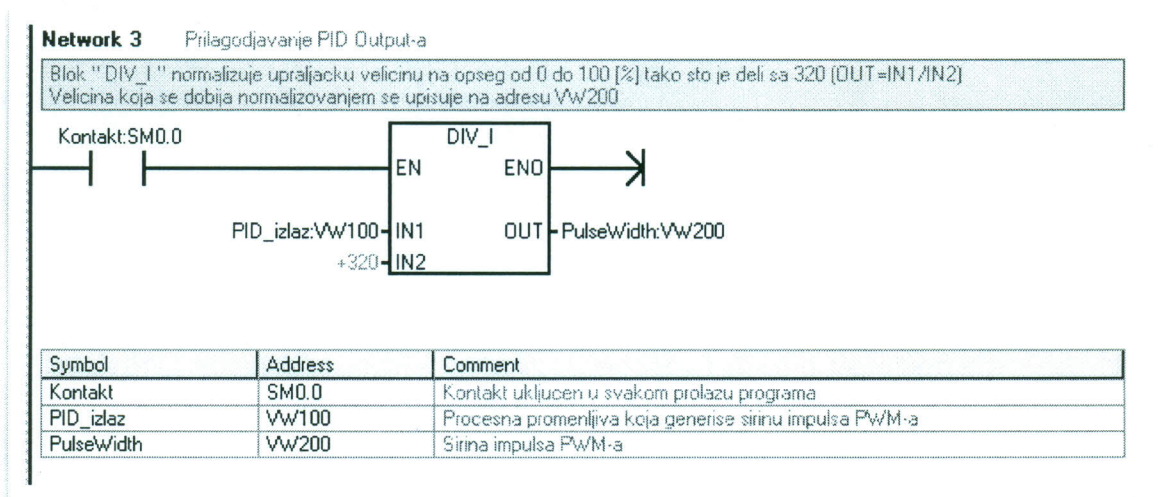 Network 3 Prilagodjavanje PID Output-a
Blok " DIV_I " normalizuje upraljacku velicinu na opseg od 0 do 100 [%] tako sto je deli sa 320 (OUT=IN1/IN2)
Velicina koja se dobija normalizovanjem se upisuje na adresu VW200
Kontakt:SM0.0
DIV_I
EN ENO
PID_izlaz:VW100 IN1 OUT PulseWidth:VW200
+320 IN2
Symbol Address Comment
Kontakt SM0.0 Kontakt ukljucen u svakom prolazu programa
PID_izlaz VW100 Procesna promenljiva koja generise sirinu impulsa PWM-a
PulseWidth VW200 Sirina impulsa PWM-a